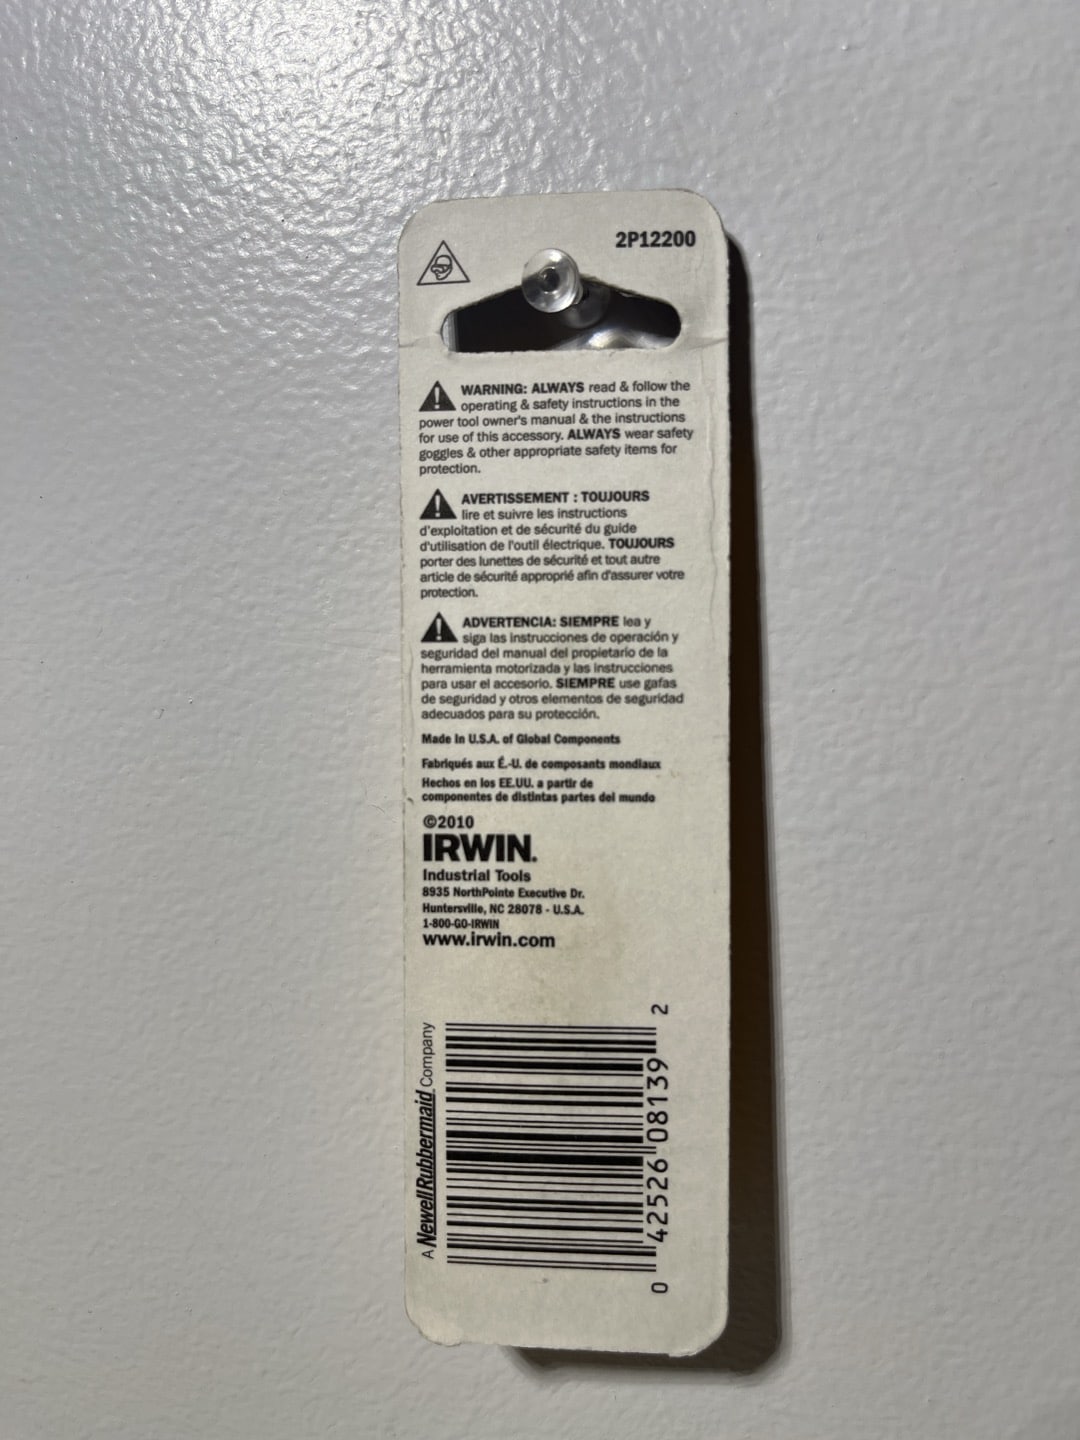 2P12200
WARNING: ALWAYS read & follow the
operating & safety instructions in the
power tool owner's manual & the instructions
for use of this accessory. ALWAYS wear safety
goggles & other appropriate safety items for
protection.
AVERTISSEMENT : TOUJOURS
lire et suivre les instructions
d'exploitation et de sécurité du guide
d'utilisation de l'outil électrique. TOUJOURS
porter des lunettes de sécurité et tout autre
article de sécurité approprié afin d'assurer votre
protection.
ADVERTENCIA: SIEMPRE lea y
siga las instrucciones de operación y
seguridad del manual del propietario de la
herramienta motorizada y las instrucciones
para usar el accesorio. SIEMPRE use gafas
de seguridad y otros elementos de seguridad
adecuados para su protección.
Made in U.S.A. of Global Components
Fabriqués aux É.-U. de composants mondiaux
Hechos en los EE.UU. a partir de
componentes de distintas partes del mundo
©2010
IRWIN.
Industrial Tools
8935 NorthPointe Executive Dr.
Huntersville, NC 28078 - U.S.A.
1-800-GO-IRWIN
www.irwin.com
A NewellRubbermaid Company
0 42526 08139 2